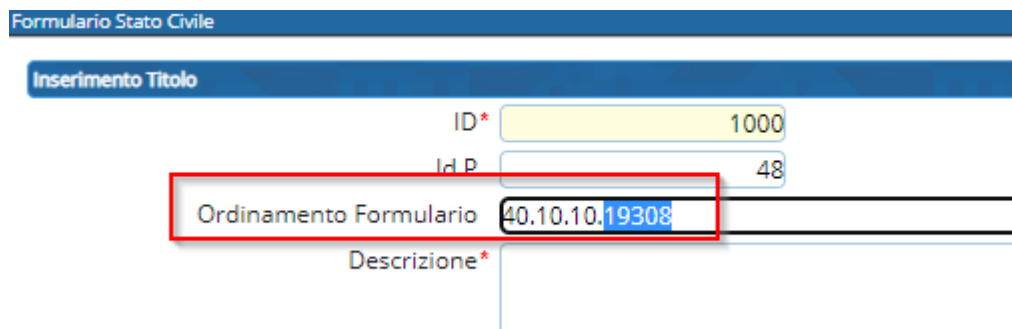 Formulario Stato Civile
Inserimento Titolo
ID* 1000
Id P 48
Ordinamento Formulario 40.10.10.19308
Descrizione*